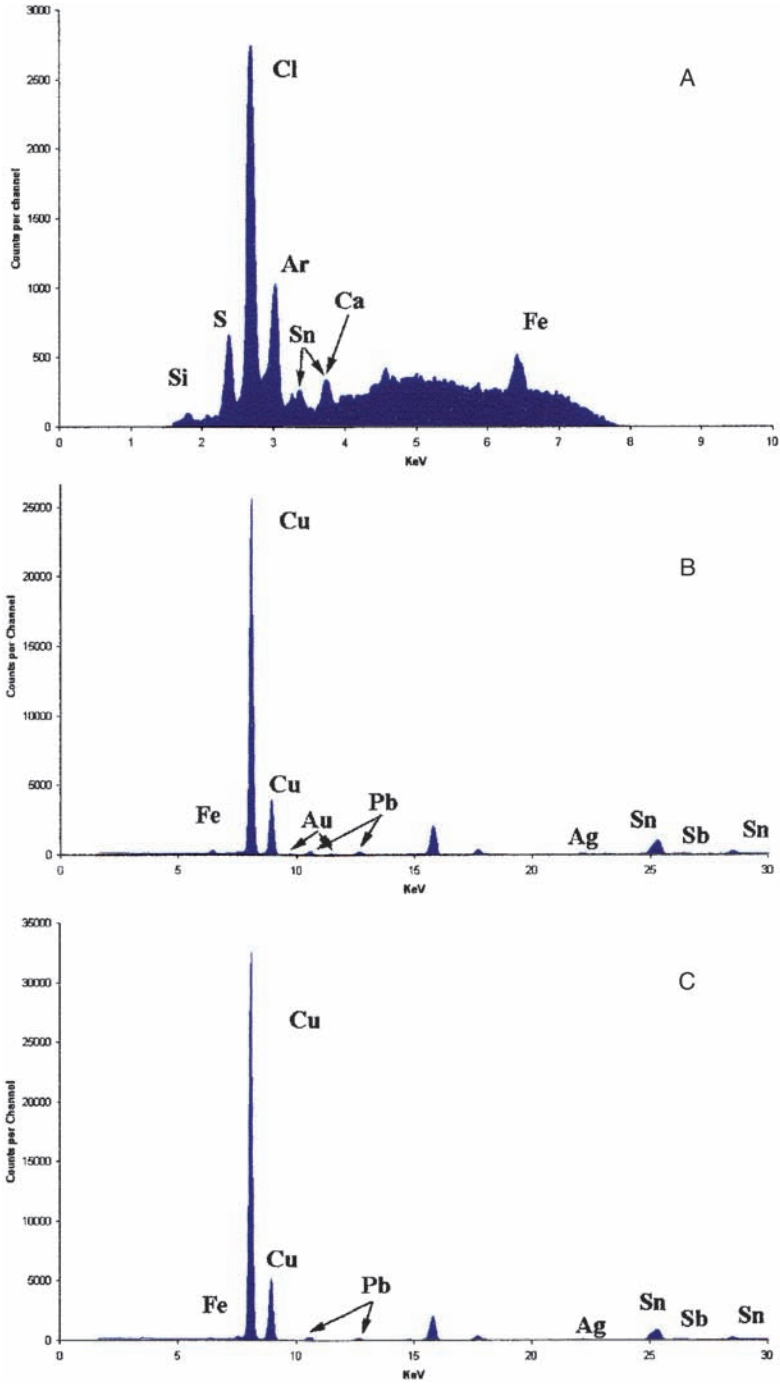 3000
2500
2000
1500
1000
500
0
Counts per channel
Si
S
Cl
Ar
Sn
Ca
Fe
A
0 1 2 3 4 5 6 7 8 9 10
KeV
25000
20000
15000
10000
5000
0
Counts per Channel
Fe
Cu
Cu
Au
Pb
Ag
Sn
Sb
Sn
B
0 5 10 15 20 25 30
KeV
35000
30000
25000
20000
15000
10000
5000
0
Counts per Channel
Fe
Cu
Cu
Pb
Ag
Sn
Sb
Sn
C
0 5 10 15 20 25 30
KeV